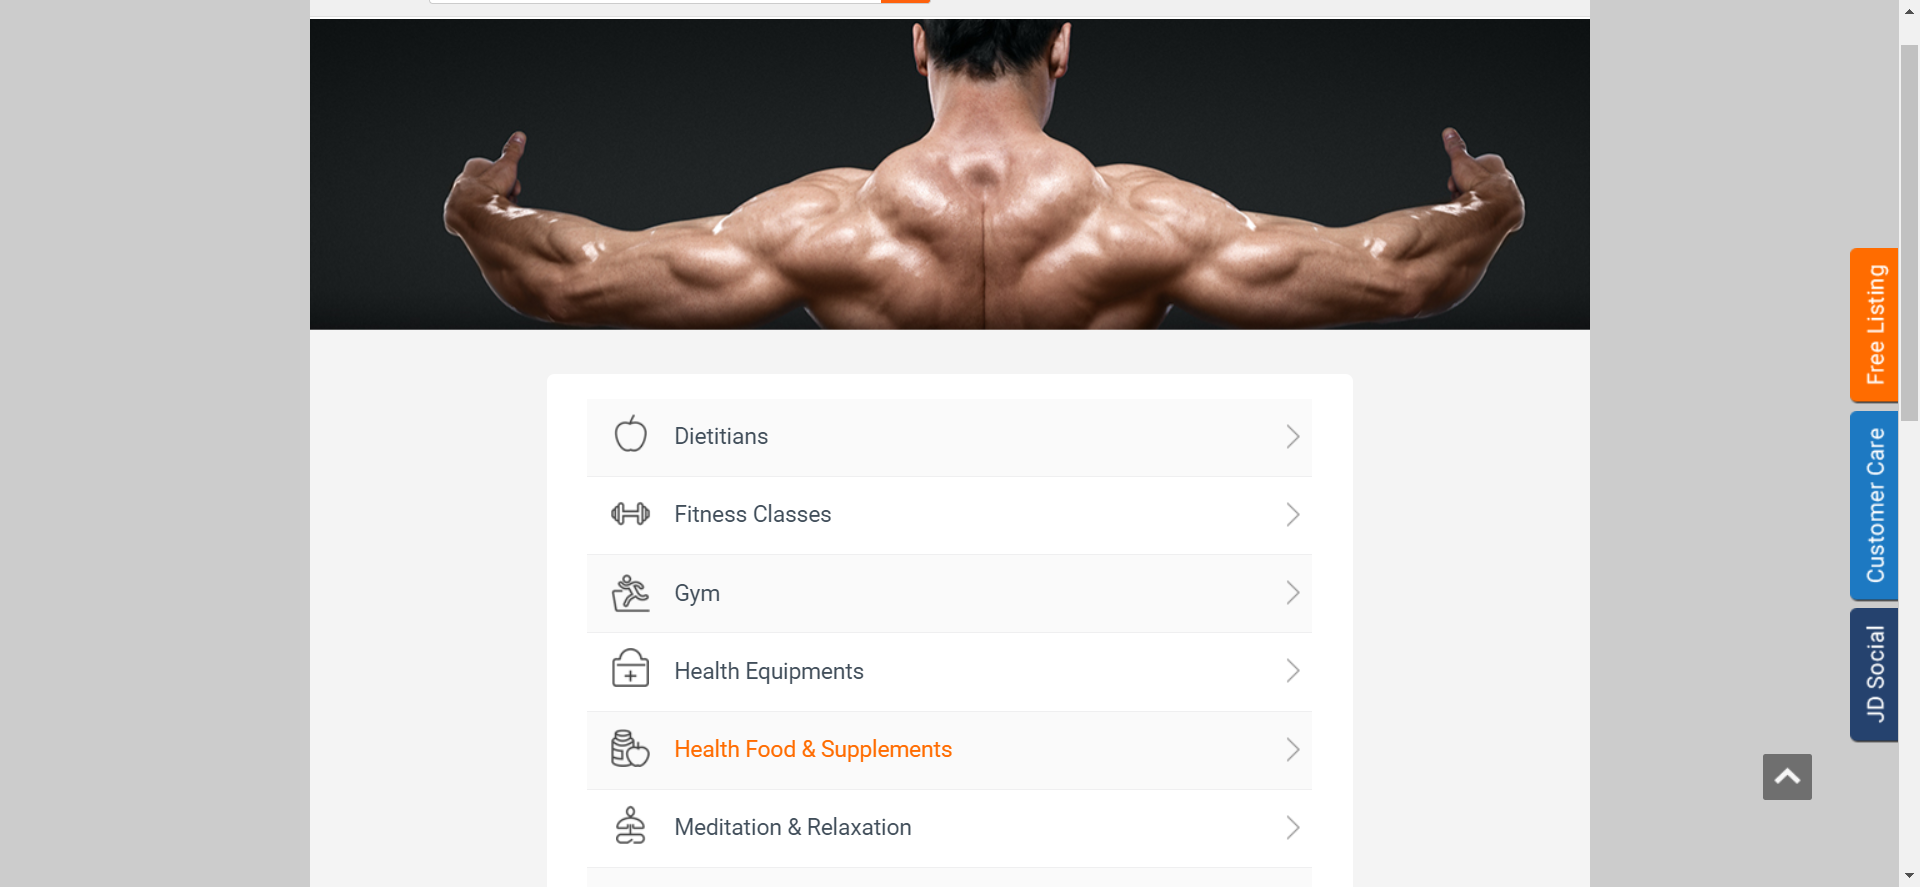 Dietitians
Fitness Classes
Gym
Health Equipments
Health Food & Supplements
Meditation & Relaxation
Free Listing
Customer Care
JD Social